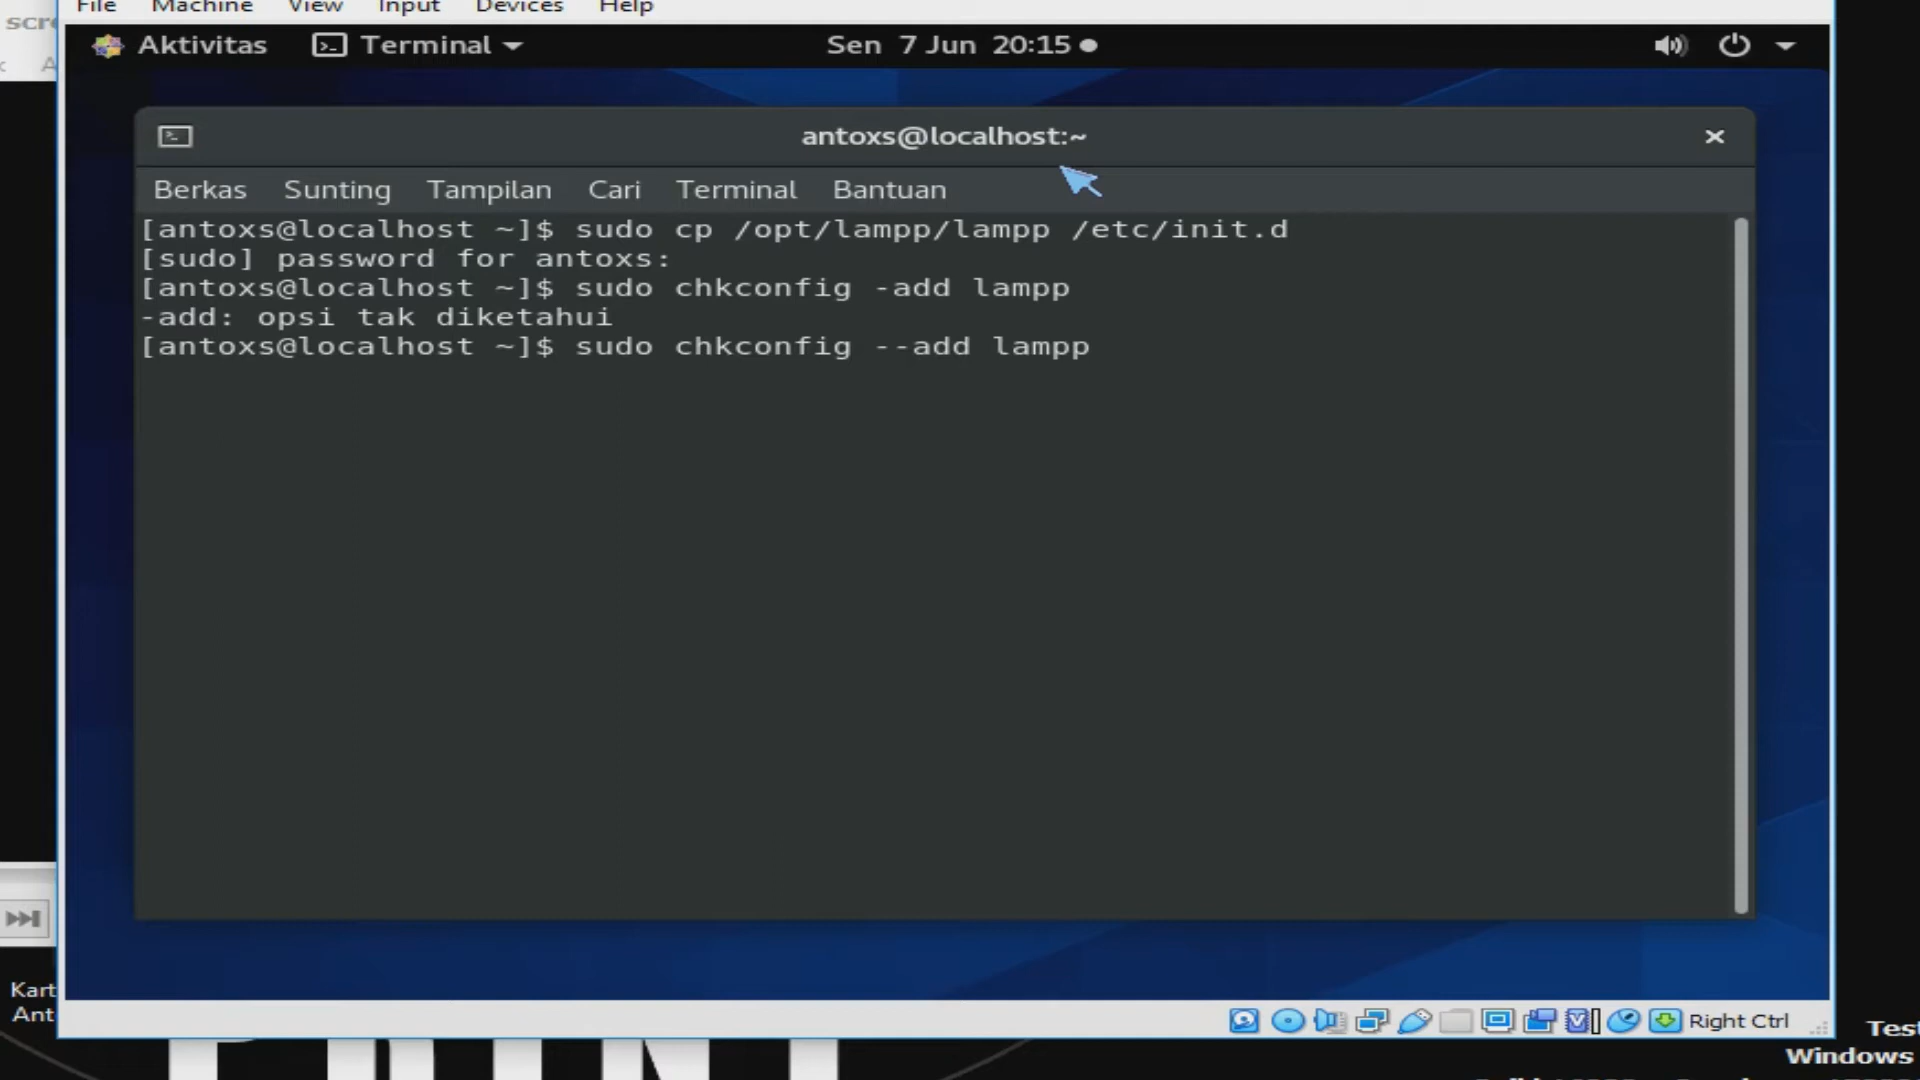 File Machine View Input Devices Help
Aktivitas Terminal Sen 7 Jun 20:15
antoxs@localhost:~
Berkas Sunting Tampilan Cari Terminal Bantuan
[antoxs@localhost ~]$ sudo cp /opt/lampp/lampp /etc/init.d
[sudo] password for antoxs:
[antoxs@localhost ~]$ sudo chkconfig -add lampp
-add: opsi tak diketahui
[antoxs@localhost ~]$ sudo chkconfig --add lampp
Kart
Ant
Right Ctrl
Test
Windows